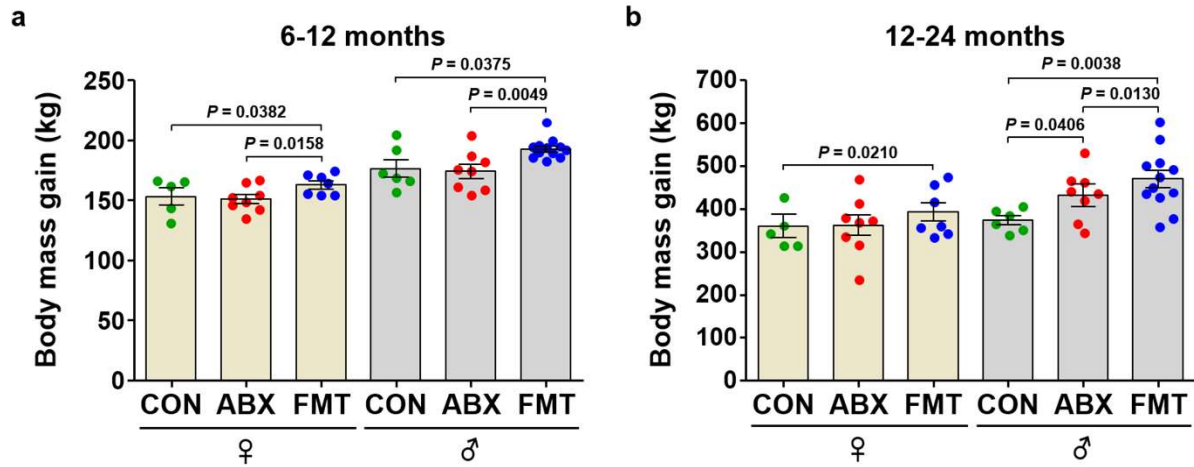 a
6-12 months
Body mass gain (kg)
250
200
150
100
50
0
P = 0.0375
P = 0.0049
P = 0.0382
P = 0.0158
CON ABX FMT CON ABX FMT
♀ ♂
b
12-24 months
Body mass gain (kg)
700
600
500
400
300
200
100
0
P = 0.0038
P = 0.0130
P = 0.0406
P = 0.0210
CON ABX FMT CON ABX FMT
♀ ♂